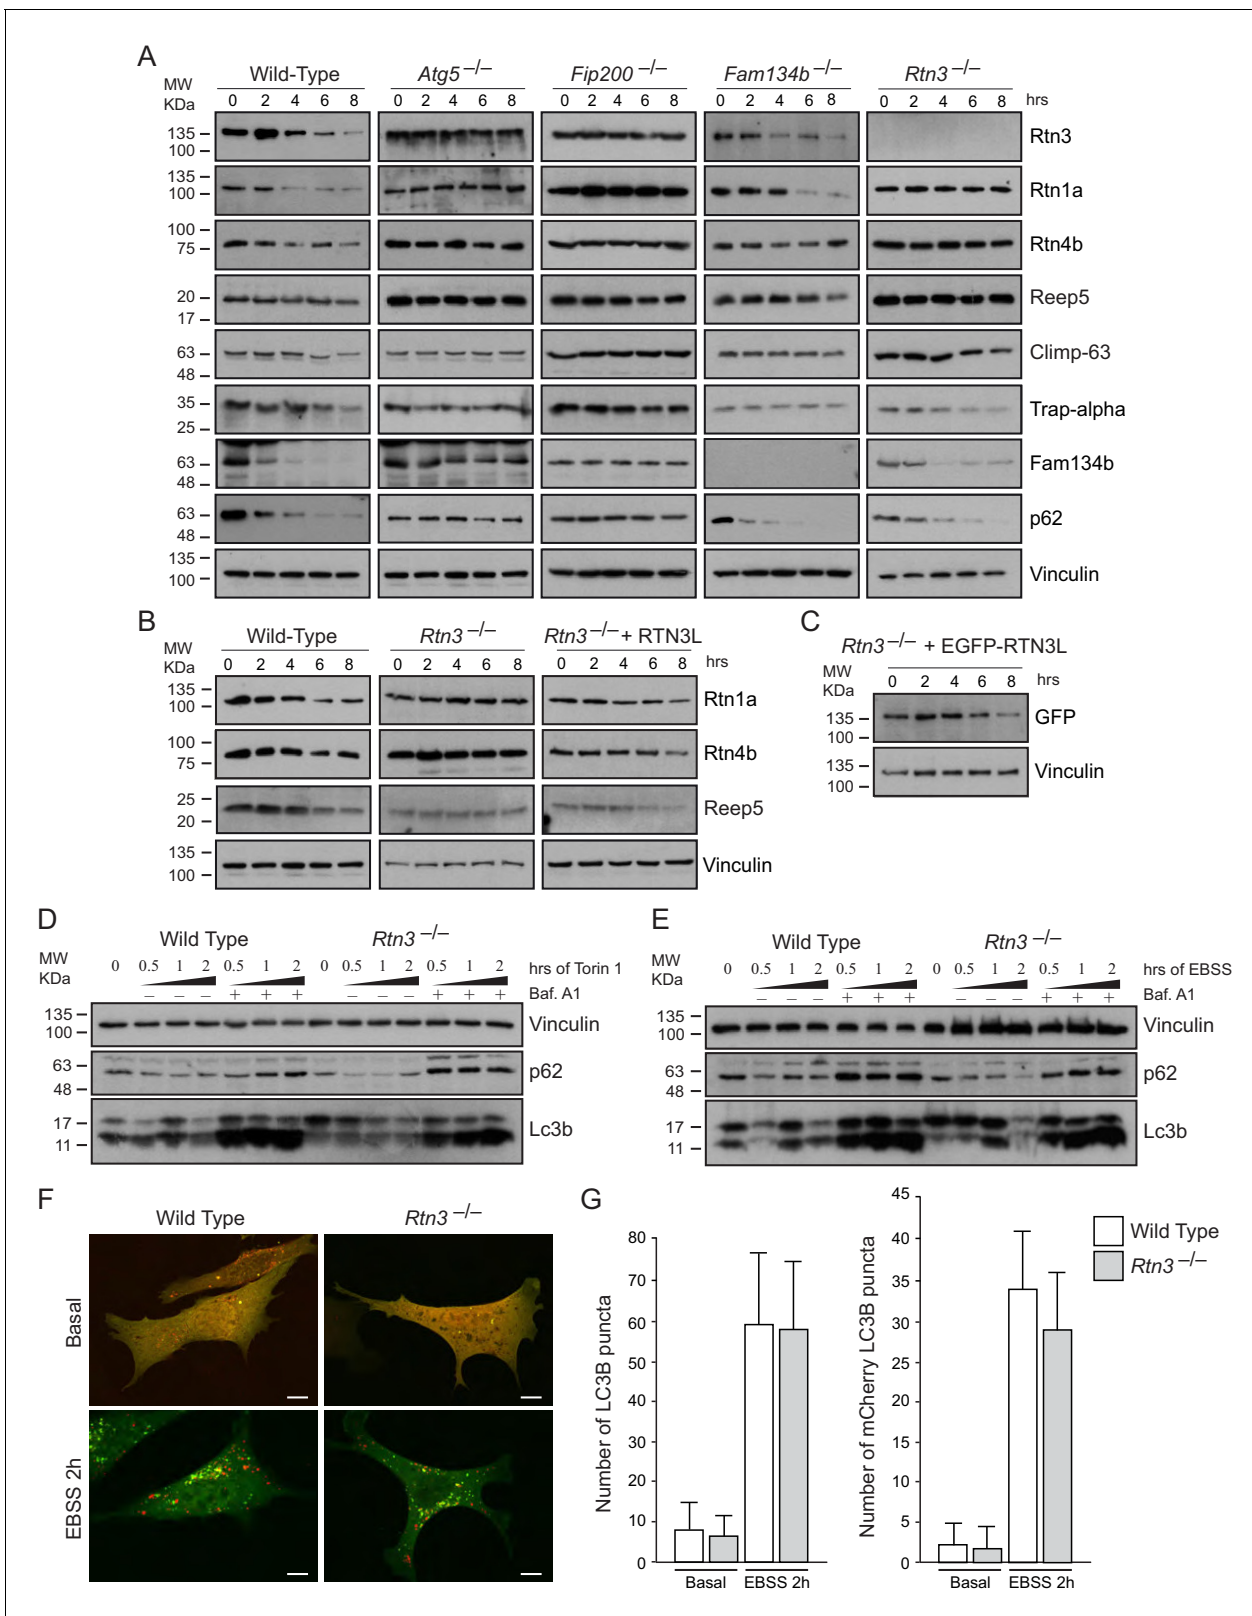 A
MW
KDa
Wild-Type
Atg5 –/–
Fip200 –/–
Fam134b –/–
Rtn3 –/–
0 2 4 6 8
0 2 4 6 8
0 2 4 6 8
0 2 4 6 8
0 2 4 6 8
hrs
135
100
Rtn3
135
100
Rtn1a
100
75
Rtn4b
20
17
Reep5
63
48
Climp-63
35
25
Trap-alpha
63
48
Fam134b
63
48
p62
135
100
Vinculin
B
MW
KDa
Wild-Type
Rtn3 –/–
Rtn3 –/– + RTN3L
0 2 4 6 8
0 2 4 6 8
0 2 4 6 8
hrs
135
100
Rtn1a
100
75
Rtn4b
25
20
Reep5
135
100
Vinculin
C
Rtn3 –/– + EGFP-RTN3L
MW
KDa
0 2 4 6 8
hrs
135
100
GFP
135
100
Vinculin
D
MW
KDa
Wild Type
Rtn3 –/–
0 0.5 1 2 0.5 1 2 0 0.5 1 2 0.5 1 2
hrs of Torin 1
– – – + + + – – – + + +
Baf. A1
135
100
Vinculin
63
48
p62
17
11
Lc3b
E
MW
KDa
Wild Type
Rtn3 –/–
0 0.5 1 2 0.5 1 2 0 0.5 1 2 0.5 1 2
hrs of EBSS
– – – + + + – – – + + +
Baf. A1
135
100
Vinculin
63
48
p62
17
11
Lc3b
F
Wild Type
Rtn3 –/–
Basal
EBSS 2h
G
Number of LC3B puncta
80
70
60
50
40
30
20
10
0
Basal
EBSS 2h
Number of mCherry LC3B puncta
45
40
35
30
25
20
15
10
5
0
Basal
EBSS 2h
Wild Type
Rtn3 –/–